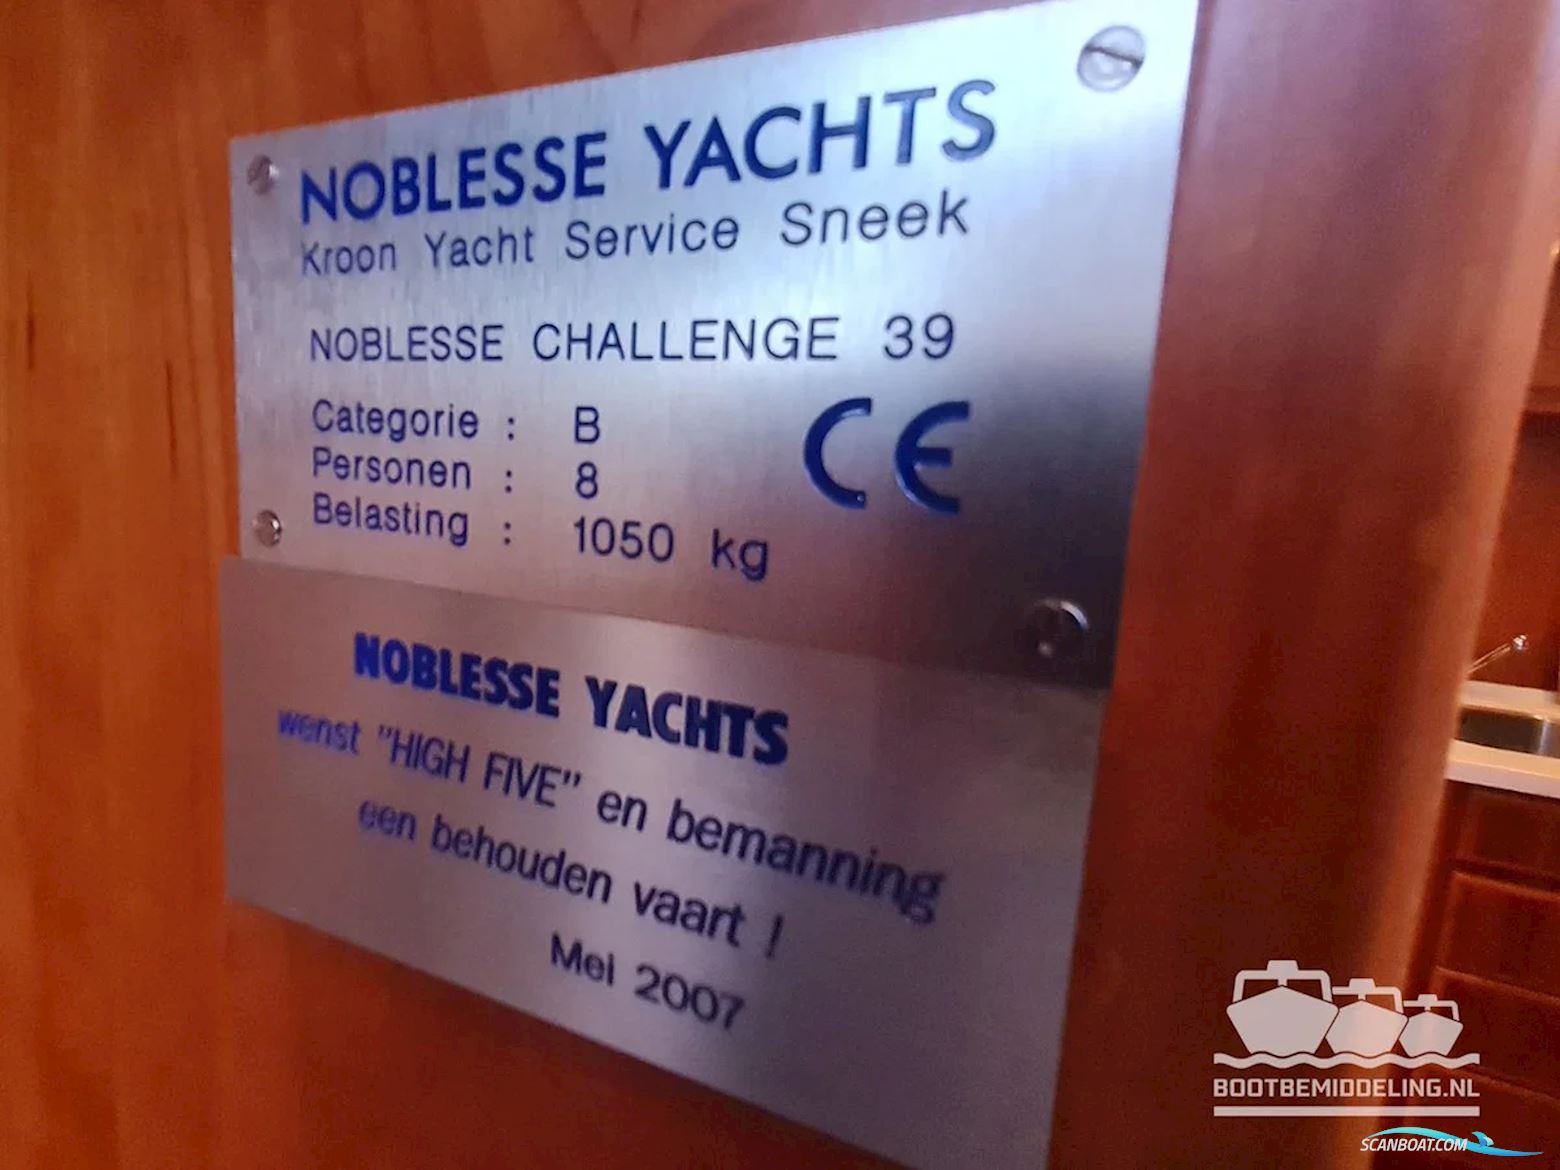 NOBLESSE YACHTS
Kroon Yacht Service Sneek
NOBLESSE CHALLENGE 39
Categorie : B
Personen : 8
Belasting : 1050 kg
CE
NOBLESSE YACHTS
wenst "HIGH FIVE" en bemanning
een behouden vaart !
Mei 2007
BOOTBEMIDDELING.NL
SCANBOAT.COM